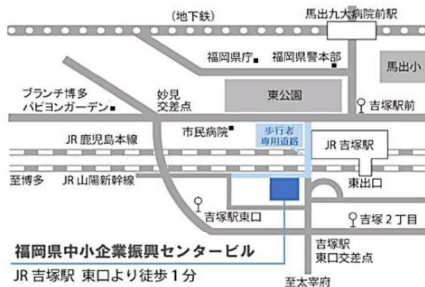 (地下鉄)
馬出九大病院前駅
福岡県庁
福岡県警本部
馬出小
ブランチ博多
パピヨンガーデン
妙見
交差点
東公園
吉塚駅前
市民病院
歩行者
専用道路
JR 鹿児島本線
JR 吉塚駅
至博多
JR 山陽新幹線
東出口
吉塚駅東口
吉塚2丁目
福岡県中小企業振興センタービル
JR 吉塚駅 東口より徒歩1分
吉塚駅
東口交差点
至太宰府